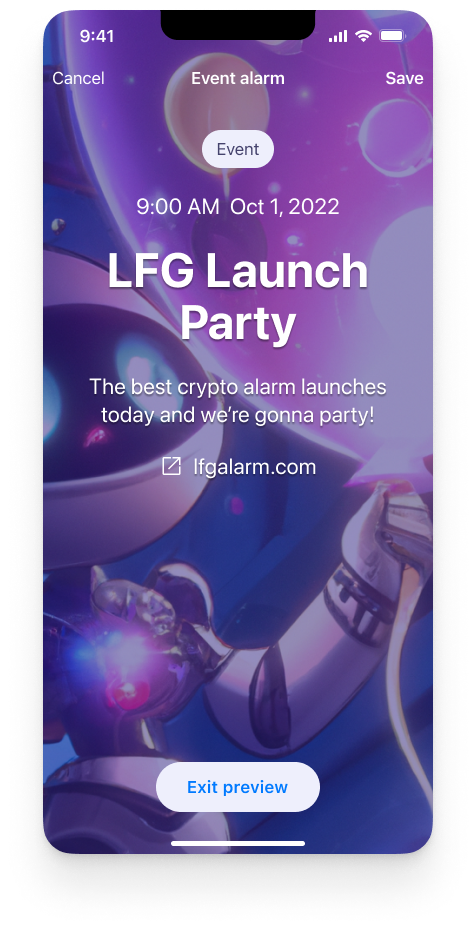 9:41
Cancel Event alarm Save
Event
9:00 AM Oct 1, 2022
LFG Launch
Party
The best crypto alarm launches
today and we’re gonna party!
lfgalarm.com
Exit preview